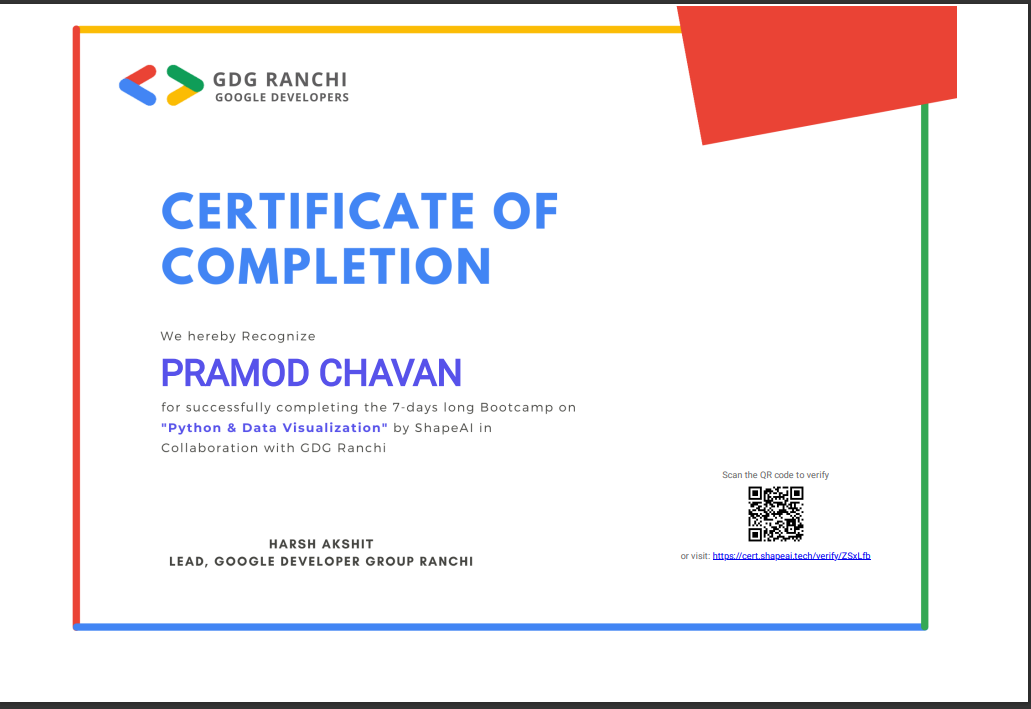 GDG RANCHI
GOOGLE DEVELOPERS
CERTIFICATE OF
COMPLETION
We hereby Recognize
PRAMOD CHAVAN
for successfully completing the 7-days long Bootcamp on
"Python & Data Visualization" by ShapeAI in
Collaboration with GDG Ranchi
Scan the QR code to verify
or visit: https://cert.shapeai.tech/verify/ZSxLfb
HARSH AKSHIT
LEAD, GOOGLE DEVELOPER GROUP RANCHI